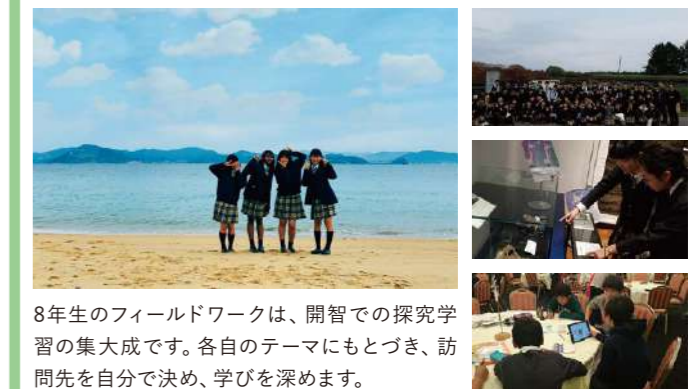 8年生のフィールドワークは、開智での探究学
習の集大成です。各自のテーマにもとづき、訪
問先を自分で決め、学びを深めます。